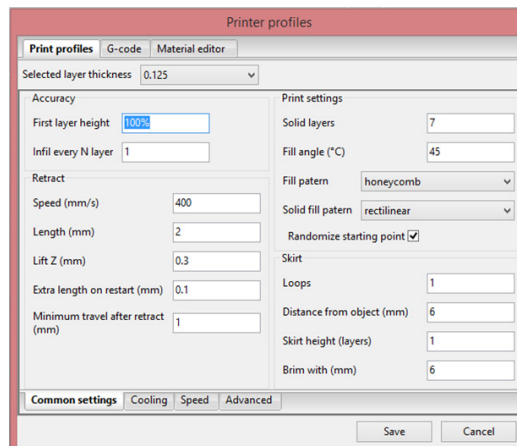 Printer profiles
Print profiles G-code Material editor
Selected layer thickness 0.125
Accuracy
First layer height 100%
Infil every N layer 1
Retract
Speed (mm/s) 400
Length (mm) 2
Lift Z (mm) 0.3
Extra length on restart (mm) 0.1
Minimum travel after retract (mm) 1
Print settings
Solid layers 7
Fill angle (°C) 45
Fill patern honeycomb
Solid fill patern rectilinear
Randomize starting point
Skirt
Loops 1
Distance from object (mm) 6
Skirt height (layers) 1
Brim with (mm) 6
Common settings Cooling Speed Advanced
Save Cancel